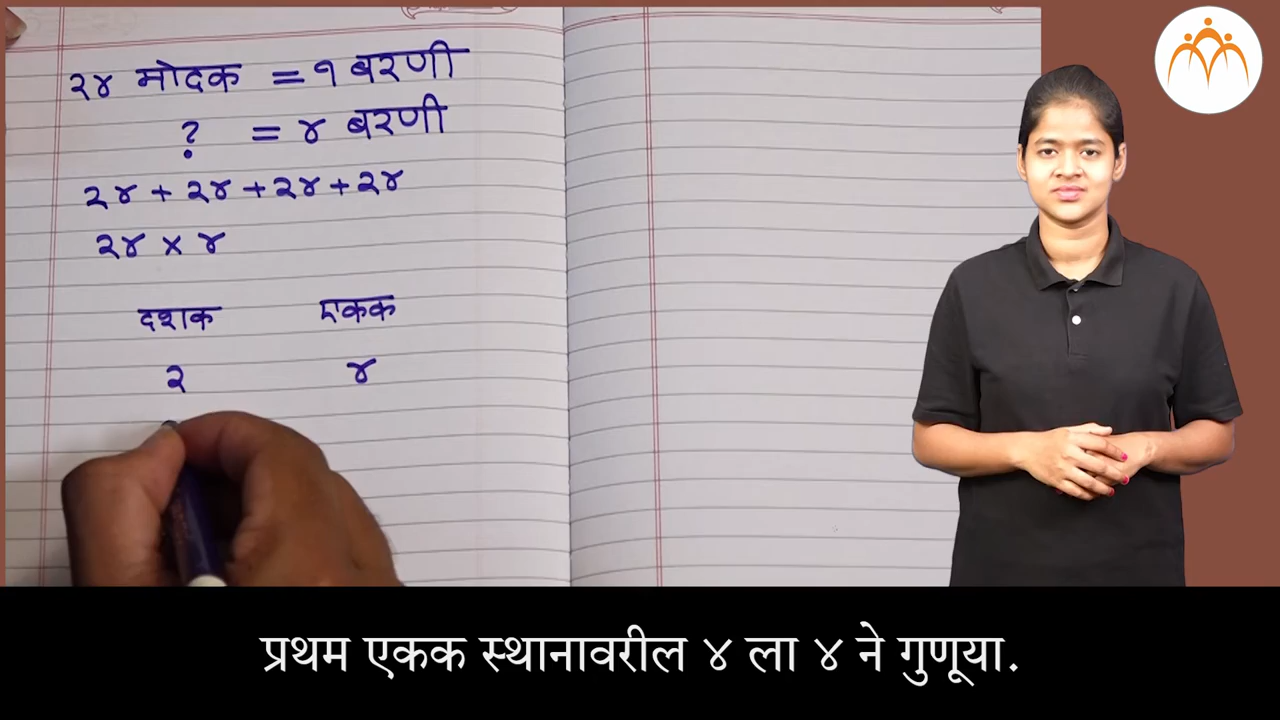 २४ मोदक = १ बरणी
? = ४ बरणी
२४ + २४ + २४ + २४
२४ × ४
दशक एकक
२ ४
प्रथम एकक स्थानावरील ४ ला ४ ने गुणूया.